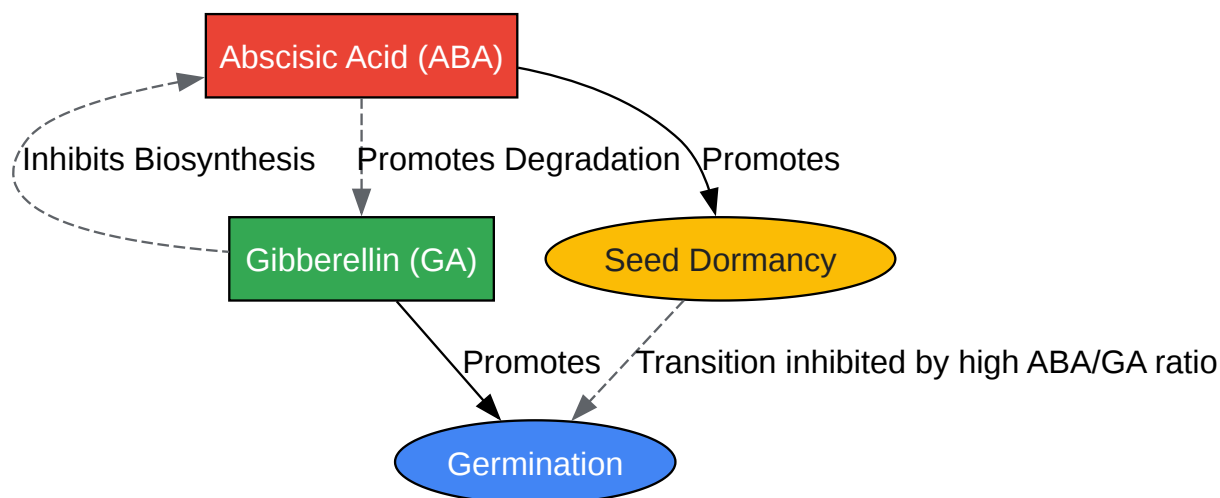 Abscisic Acid (ABA)
Inhibits Biosynthesis
Promotes Degradation
Promotes
Gibberellin (GA)
Seed Dormancy
Promotes
Transition inhibited by high ABA/GA ratio
Germination